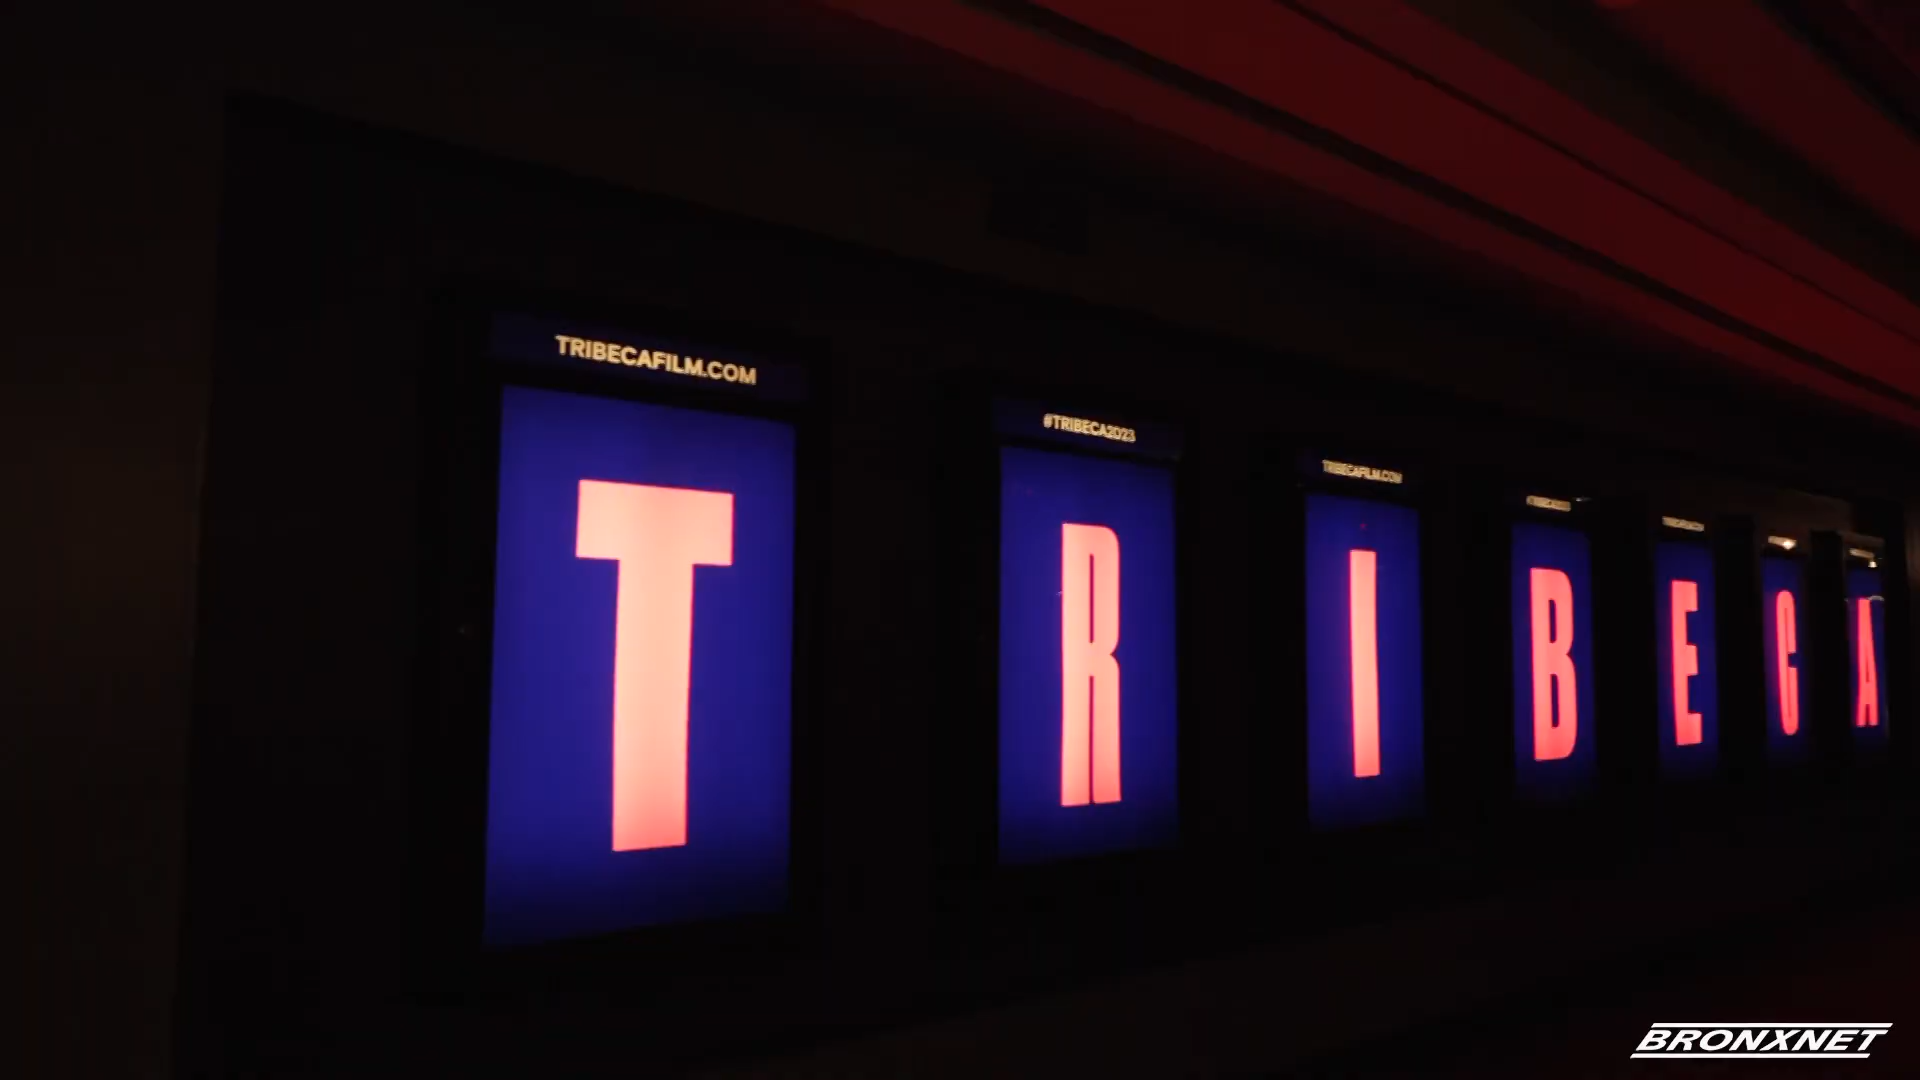 TRIBECAFILM.COM
#TRIBECA2023
TRIBECAFILM.COM
T R I B E C A
BRONXNET